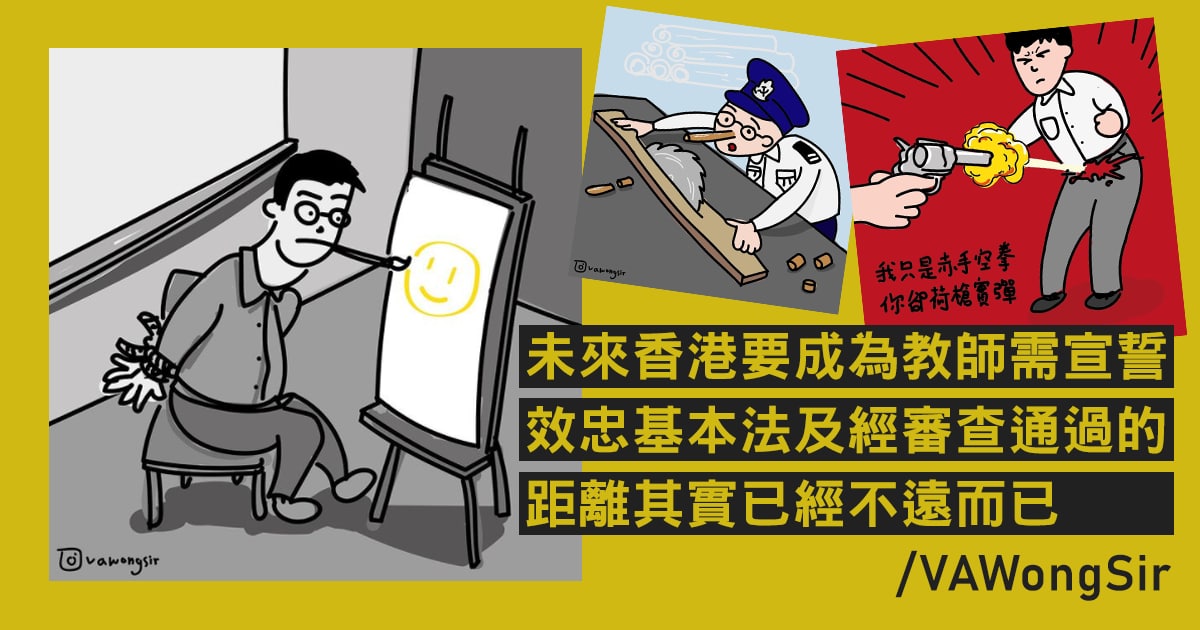 我只是赤手空拳
你卻荷槍實彈
vawongsir
未來香港要成為教師需宣誓
效忠基本法及經審查通過的
距離其實已經不遠而已
vawongsir
/VAWongSir